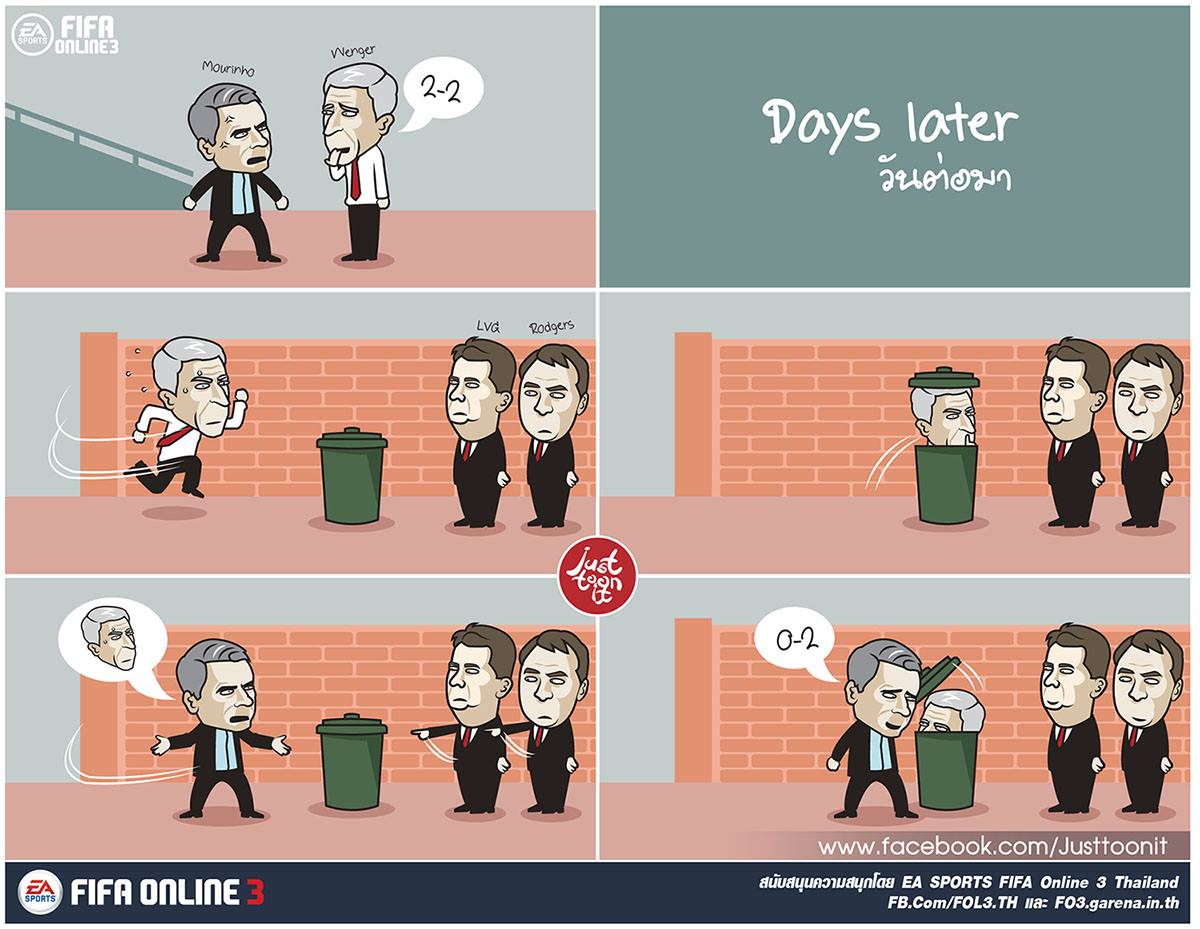 EA
SPORTS
FIFA
ONLINE3
Mourinho
Wenger
2-2
Days later
วันต่อมา
LVG
Rodgers
just
toon
it
0-2
www.facebook.com/Justtoonit
EA
SPORTS
FIFA ONLINE 3
สนับสนุนความสนุกโดย EA SPORTS FIFA Online 3 Thailand
FB.Com/FOL3.TH และ FO3.garena.in.th